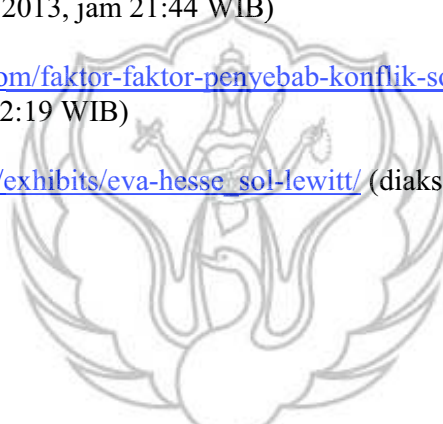 2013, jam 21:44 WIB)
om/faktor-faktor-penyebab-konflik-so
2:19 WIB)
/exhibits/eva-hesse_sol-lewitt/ (diaks